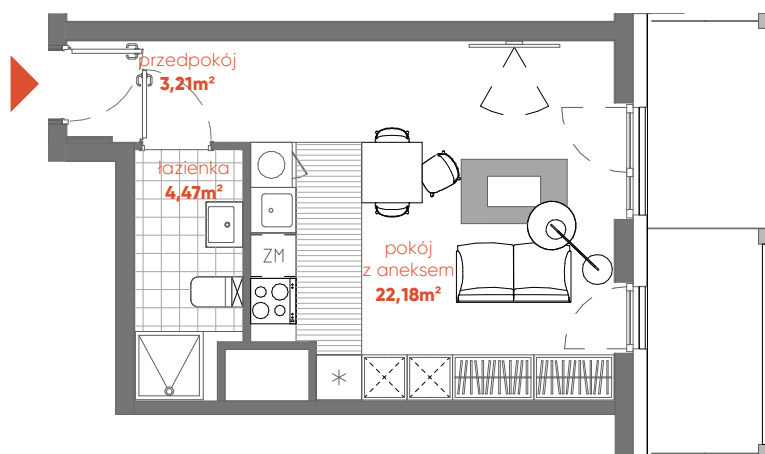 przedpokój
3,21m²
łazienka
4,47m²
ZM
pokój
z aneksem
22,18m²